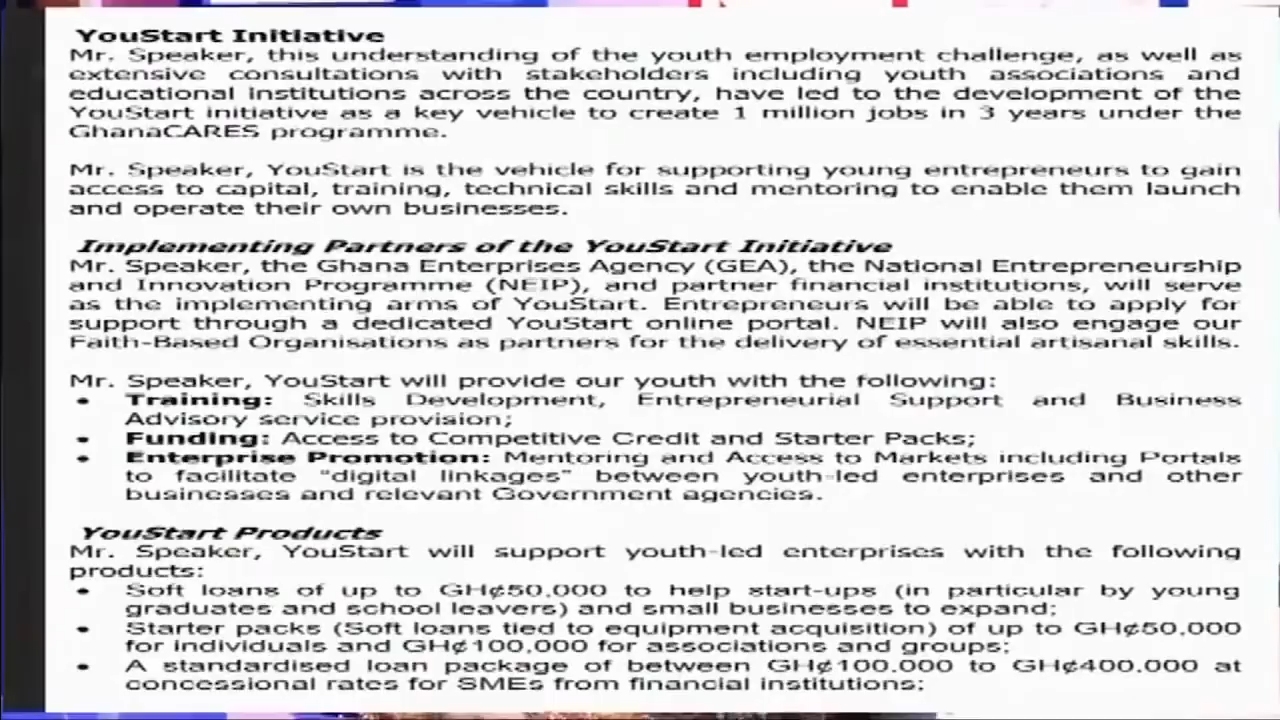 YouStart Initiative
Mr. Speaker, this understanding of the youth employment challenge, as well as
extensive consultations with stakeholders including youth associations and
educational institutions across the country, have led to the development of the
YouStart initiative as a key vehicle to create 1 million jobs in 3 years under the
GhanaCARES programme.
Mr. Speaker, YouStart is the vehicle for supporting young entrepreneurs to gain
access to capital, training, technical skills and mentoring to enable them launch
and operate their own businesses.
Implementing Partners of the YouStart Initiative
Mr. Speaker, the Ghana Enterprises Agency (GEA), the National Entrepreneurship
and Innovation Programme (NEIP), and partner financial institutions, will serve
as the implementing arms of YouStart. Entrepreneurs will be able to apply for
support through a dedicated YouStart online portal. NEIP will also engage our
Faith-Based Organisations as partners for the delivery of essential artisanal skills.
Mr. Speaker, YouStart will provide our youth with the following:
• Training: Skills Development, Entrepreneurial Support and Business
Advisory service provision;
• Funding: Access to Competitive Credit and Starter Packs;
• Enterprise Promotion: Mentoring and Access to Markets including Portals
to facilitate "digital linkages" between youth-led enterprises and other
businesses and relevant Government agencies.
YouStart Products
Mr. Speaker, YouStart will support youth-led enterprises with the following
products:
• Soft loans of up to GH¢50,000 to help start-ups (in particular by young
graduates and school leavers) and small businesses to expand;
• Starter packs (Soft loans tied to equipment acquisition) of up to GH¢50,000
for individuals and GH¢100,000 for associations and groups;
• A standardised loan package of between GH¢100,000 to GH¢400,000 at
concessional rates for SMEs from financial institutions;